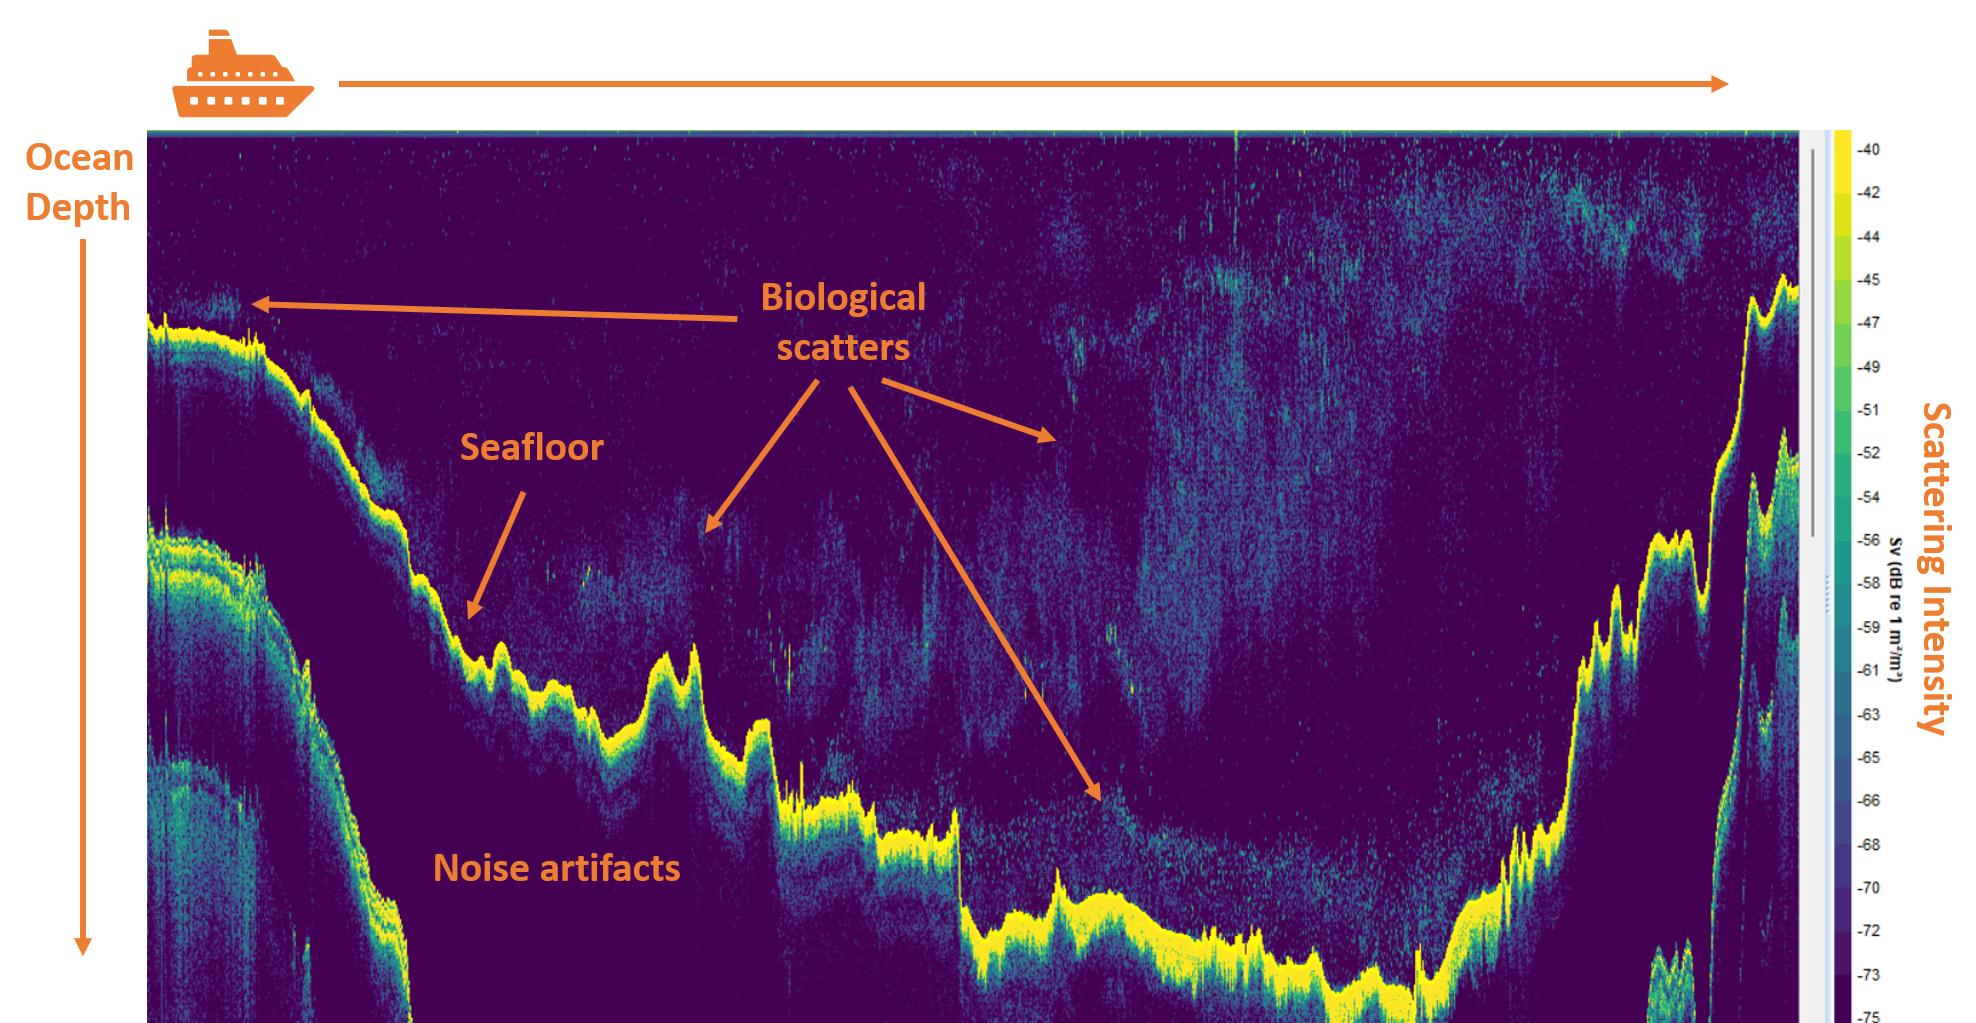 Ocean
Depth
Biological
scatters
Seafloor
Noise artifacts
-40
-42
-44
-45
-47
-49
-51
-52
-54
-56
-58
-59
-61
-63
-65
-66
-68
-70
-72
-73
-75
Sv (dB re 1 m²/m³)
Scattering Intensity